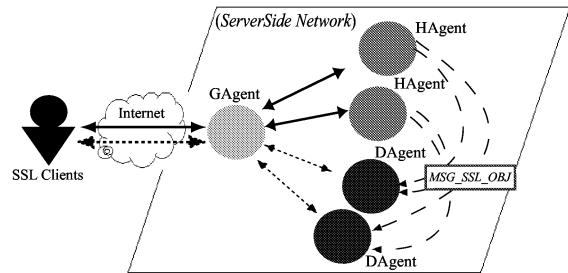 (ServerSide Network)
HAgent
HAgent
GAgent
Internet
SSL Clients
DAgent
MSG_SSL_OBJ
DAgent